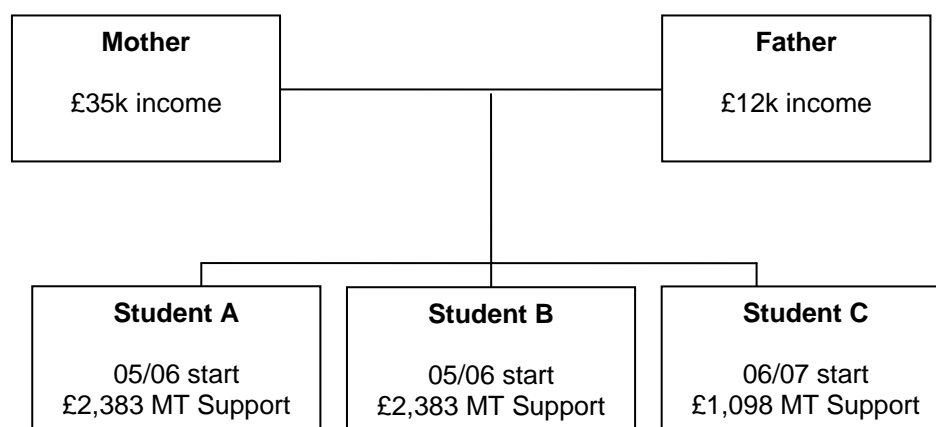 Mother
£35k income
Father
£12k income
Student A
05/06 start
£2,383 MT Support
Student B
05/06 start
£2,383 MT Support
Student C
06/07 start
£1,098 MT Support